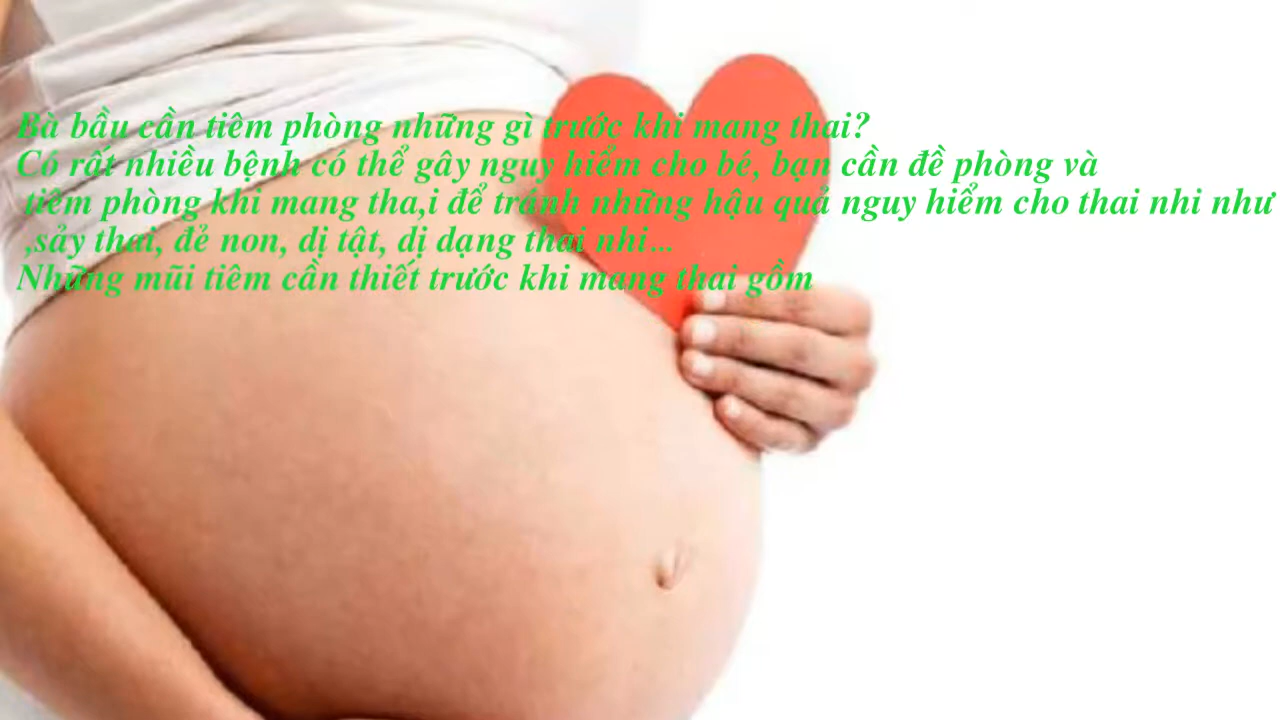 Bà bầu cần tiêm phòng những gì trước khi mang thai?
Có rất nhiều bệnh có thể gây nguy hiểm cho bé, bạn cần đề phòng và
tiêm phòng khi mang tha,i để tránh những hậu quả nguy hiểm cho thai nhi như
,sảy thai, đẻ non, dị tật, dị dạng thai nhi...
Những mũi tiêm cần thiết trước khi mang thai gồm